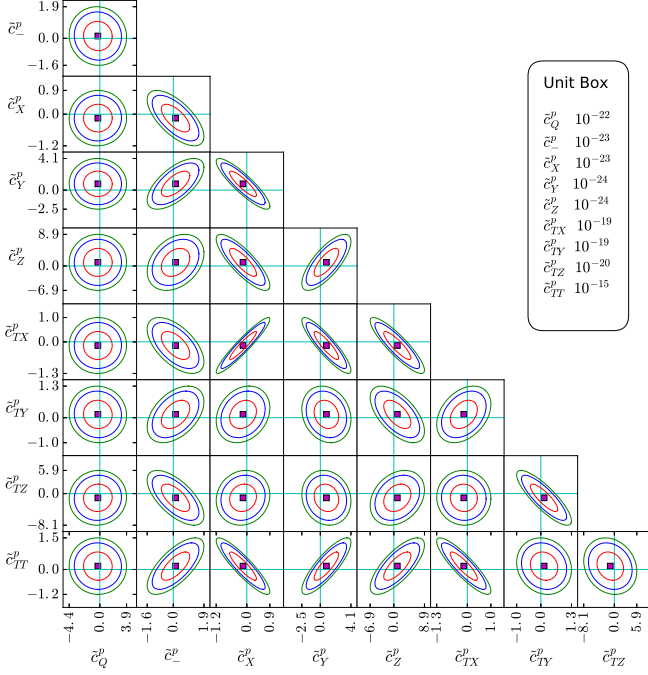 c̃^p_-
1.9
0.0
−1.6
c̃^p_X
0.9
0.0
−1.2
c̃^p_Y
4.1
0.0
−2.5
c̃^p_Z
8.9
0.0
−6.9
c̃^p_TX
1.0
0.0
−1.3
c̃^p_TY
1.3
0.0
−1.0
c̃^p_TZ
5.9
0.0
−8.1
c̃^p_TT
1.5
0.0
−1.2
Unit Box
c̃^p_Q 10^−22
c̃^p_- 10^−23
c̃^p_X 10^−23
c̃^p_Y 10^−24
c̃^p_Z 10^−24
c̃^p_TX 10^−19
c̃^p_TY 10^−19
c̃^p_TZ 10^−20
c̃^p_TT 10^−15
−4.4 0.0 3.9 −1.6 0.0 1.9 −1.2 0.0 0.9 −2.5 0.0 4.1 −6.9 0.0 8.9 −1.3 0.0 1.0 −1.0 0.0 1.3 −8.1 0.0 5.9
c̃^p_Q c̃^p_- c̃^p_X c̃^p_Y c̃^p_Z c̃^p_TX c̃^p_TY c̃^p_TZ